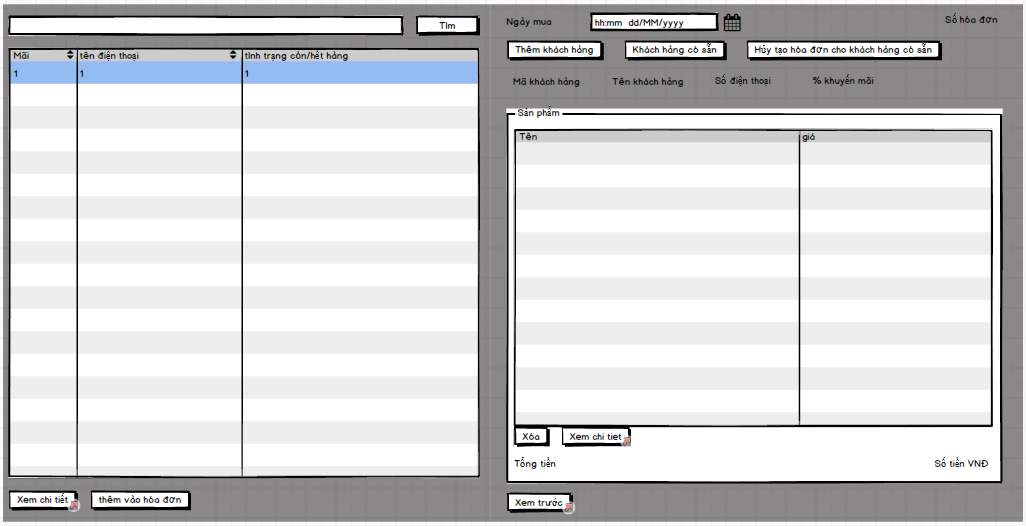 Tìm
Mãi
tên điện thoại
tình trạng còn/hết hàng
1
1
1
Xem chi tiết
thêm vào hóa đơn
Ngày mua
hh:mm dd/MM/yyyy
Số hóa đơn
Thêm khách hàng
Khách hàng có sẵn
Hủy tạo hóa đơn cho khách hàng có sẵn
Mã khách hàng
Tên khách hàng
Số điện thoại
% khuyến mãi
Sản phẩm
Tên
giá
Xóa
Xem chi tiet
Tổng tiền
Số tiền VNĐ
Xem trước